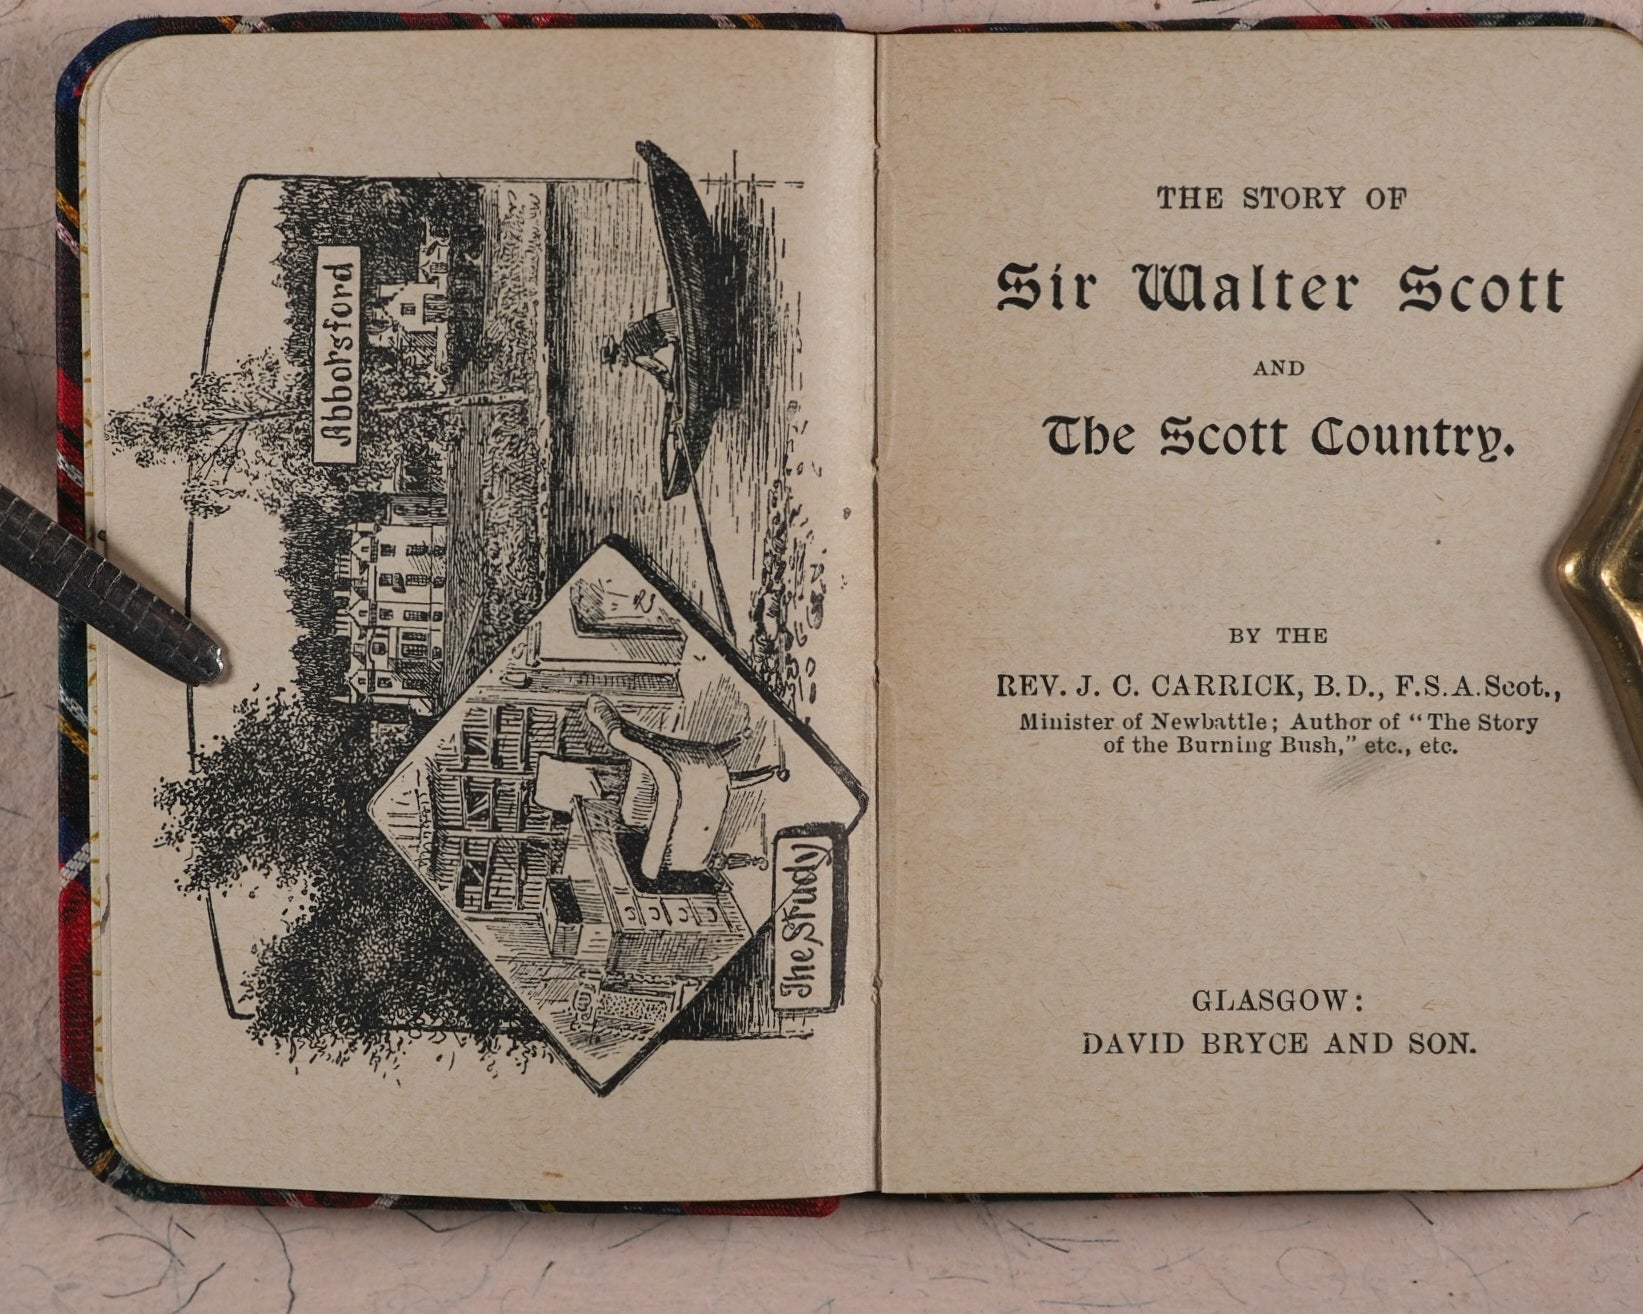 Abbotsford
The Study
THE STORY OF
Sir Walter Scott
AND
The Scott Country.
BY THE
REV. J. C. CARRICK, B.D., F.S.A.Scot.,
Minister of Newbattle; Author of “The Story
of the Burning Bush,” etc., etc.
GLASGOW:
DAVID BRYCE AND SON.